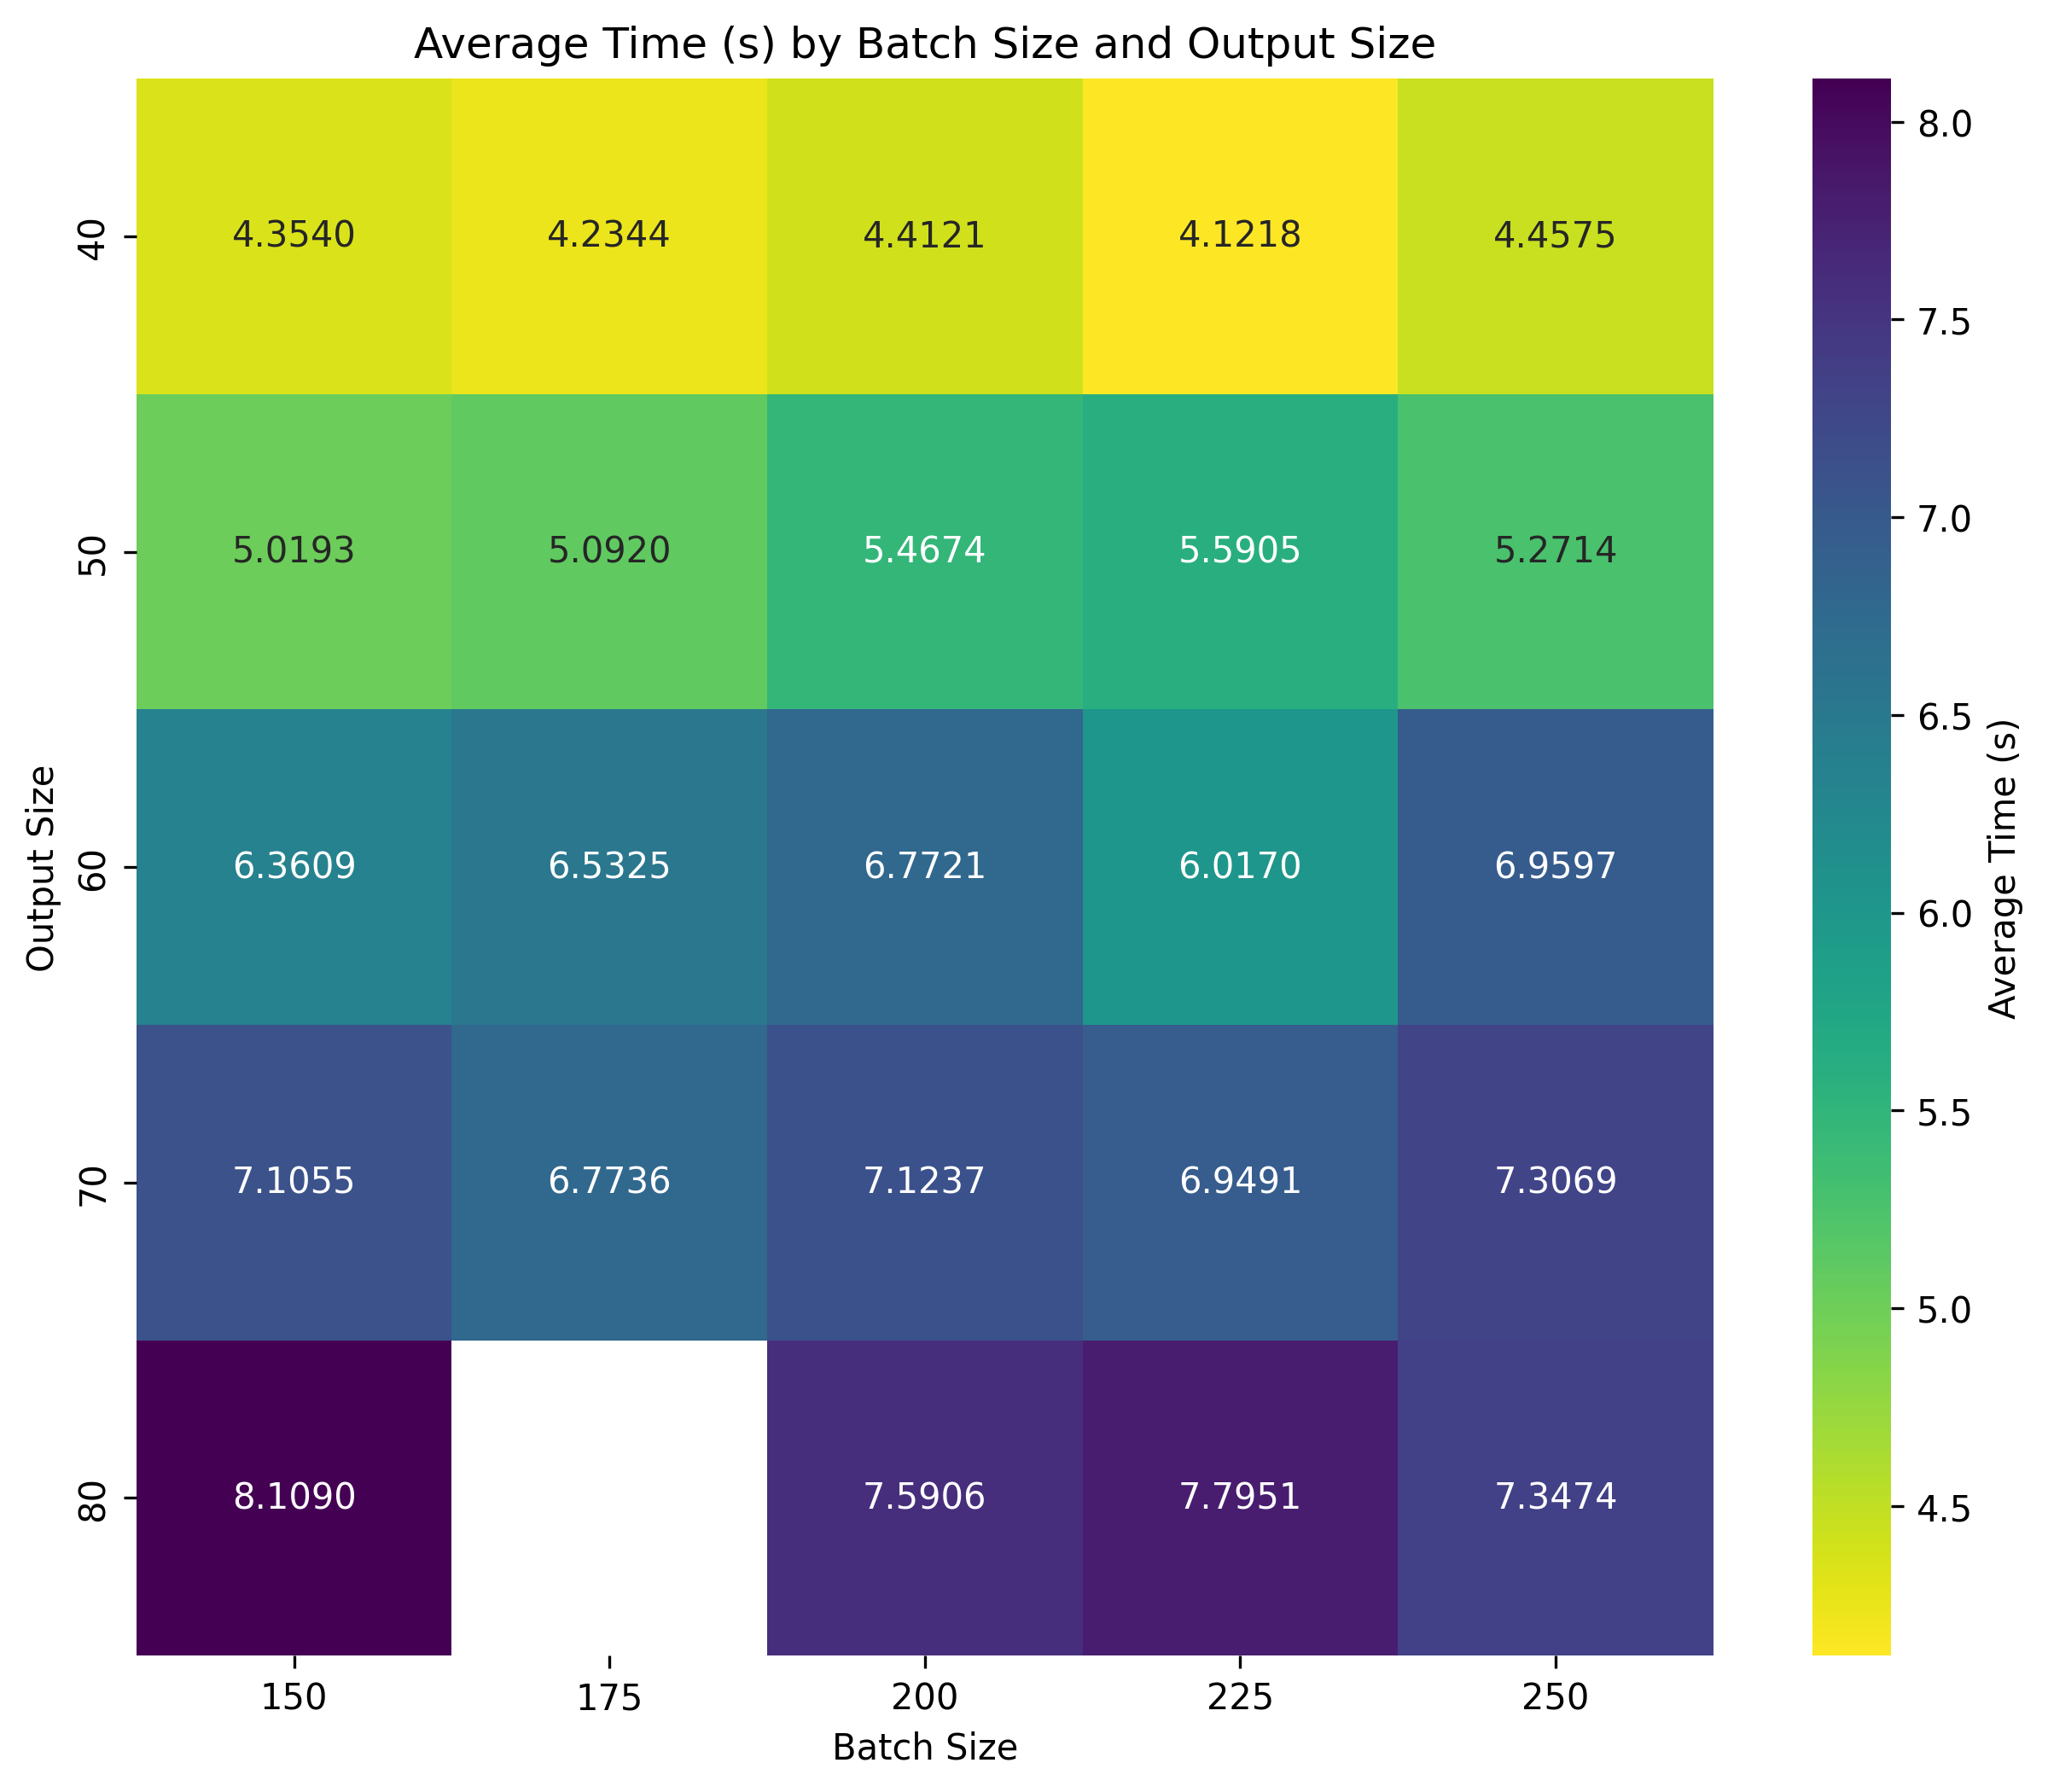 Average Time (s) by Batch Size and Output Size
40 4.3540 4.2344 4.4121 4.1218 4.4575
50 5.0193 5.0920 5.4674 5.5905 5.2714
60 6.3609 6.5325 6.7721 6.0170 6.9597
70 7.1055 6.7736 7.1237 6.9491 7.3069
80 8.1090 7.5906 7.7951 7.3474
150 175 200 225 250
Batch Size
Output Size
8.0
7.5
7.0
6.5
6.0
5.5
5.0
4.5
Average Time (s)